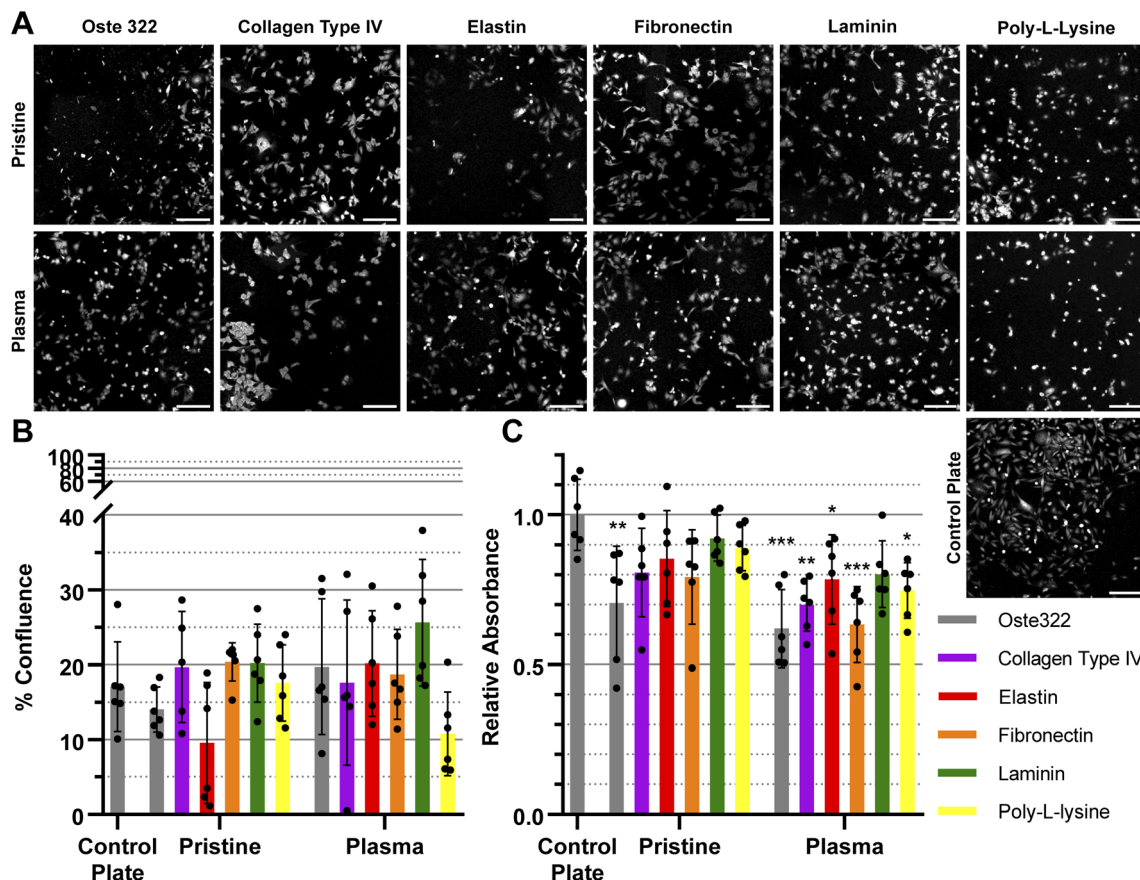 A
Oste 322
Collagen Type IV
Elastin
Fibronectin
Laminin
Poly-L-Lysine
Pristine
Plasma
B
% Confluence
100
80
60
40
30
20
10
0
Control Plate
Pristine
Plasma
C
Relative Absorbance
1.0
0.5
0.0
**
***
**
*
***
*
Control Plate
Pristine
Plasma
Control Plate
Oste322
Collagen Type IV
Elastin
Fibronectin
Laminin
Poly-L-lysine